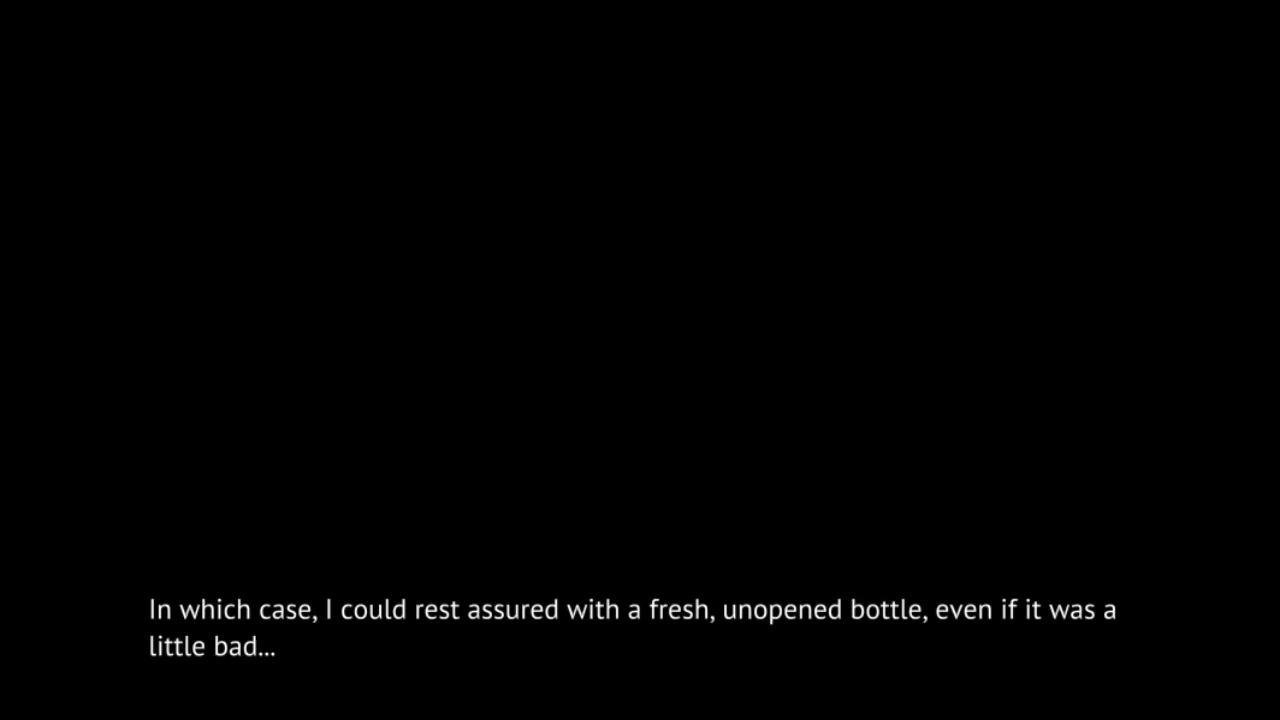 In which case, I could rest assured with a fresh, unopened bottle, even if it was a
little bad...